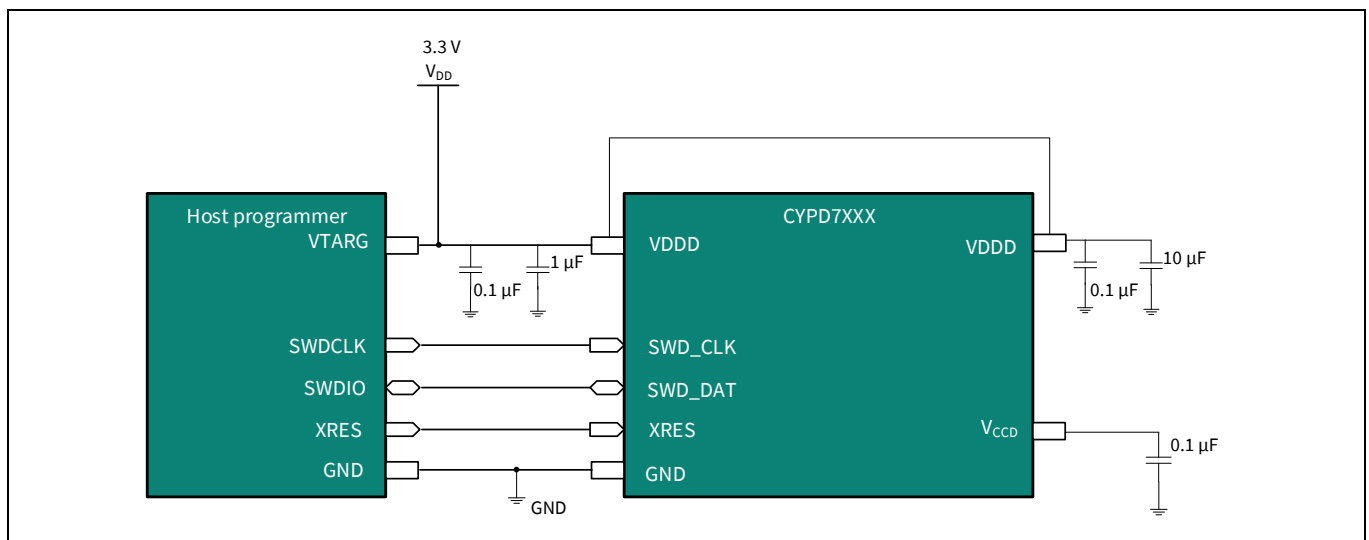 3.3 V
VDD
Host programmer
CYPD7XXX
VTARG
VDDD
VDDD
1 µF
0.1 µF
10 µF
0.1 µF
SWDCLK
SWD_CLK
SWDIO
SWD_DAT
XRES
XRES
VCCD
0.1 µF
GND
GND
GND